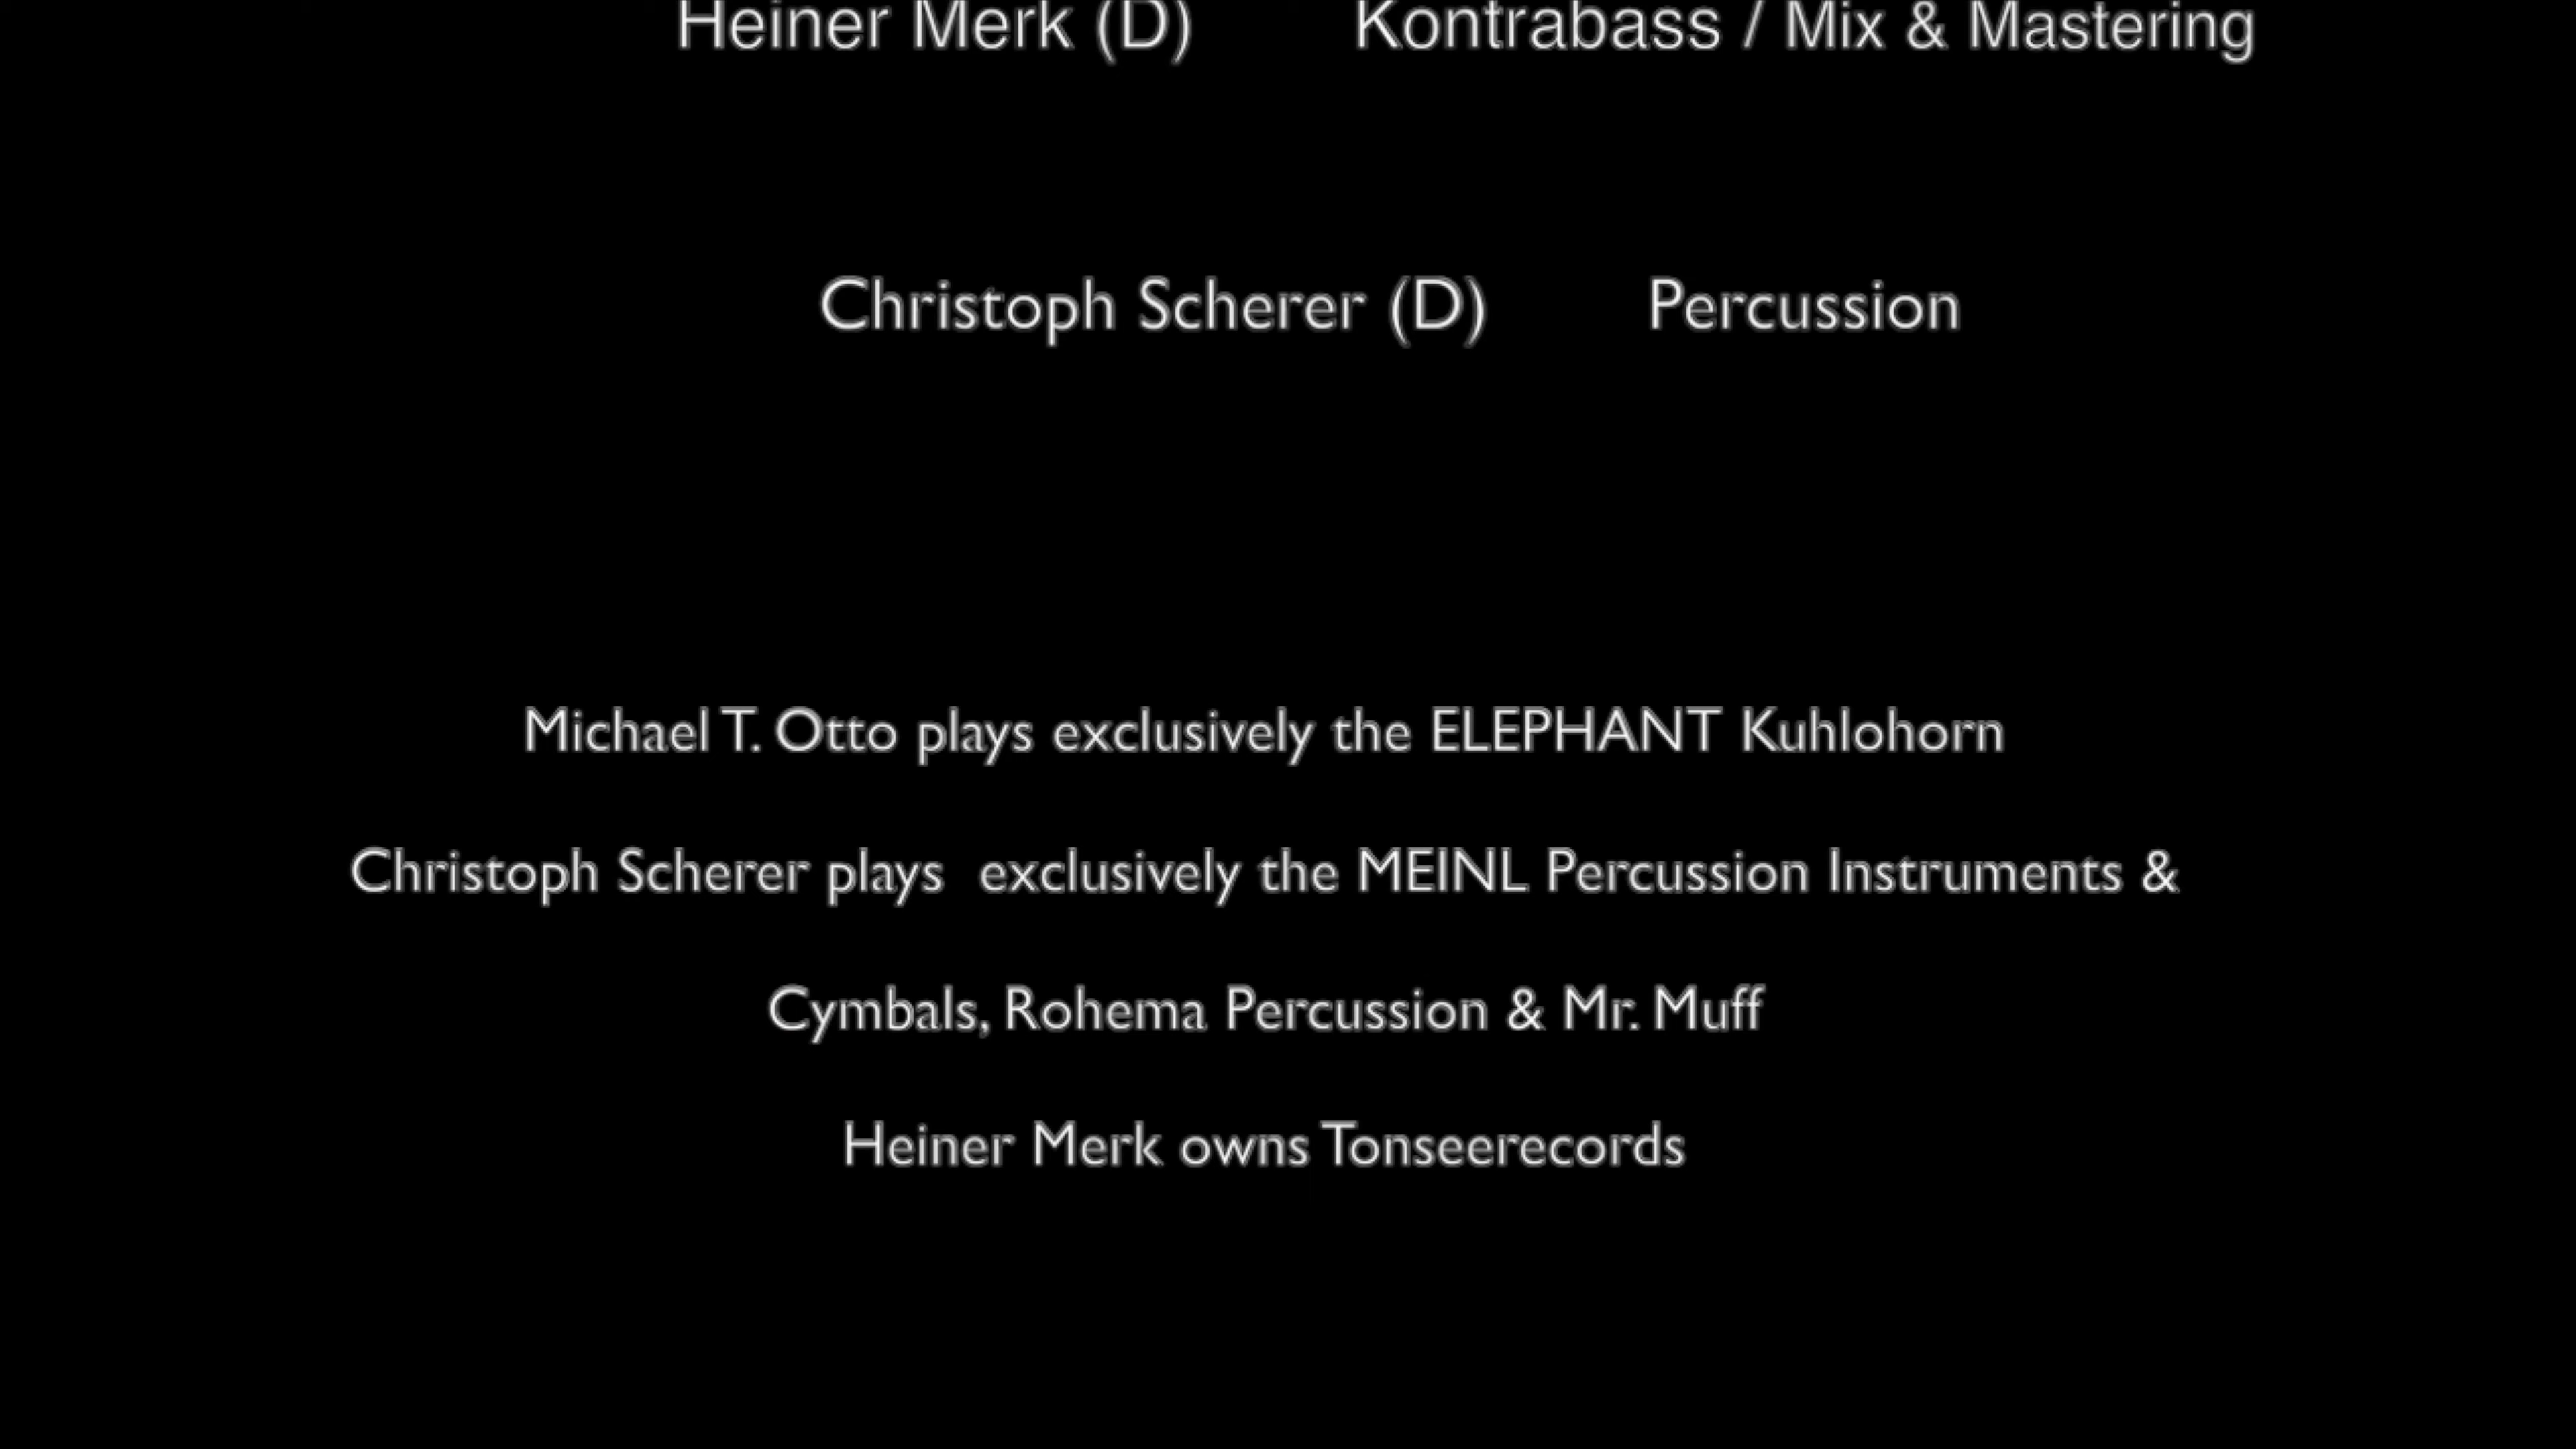 Heiner Merk (D) Kontrabass / Mix & Mastering
Christoph Scherer (D) Percussion
Michael T. Otto plays exclusively the ELEPHANT Kuhlohorn
Christoph Scherer plays  exclusively the MEINL Percussion Instruments &
Cymbals, Rohema Percussion & Mr. Muff
Heiner Merk owns Tonseerecords